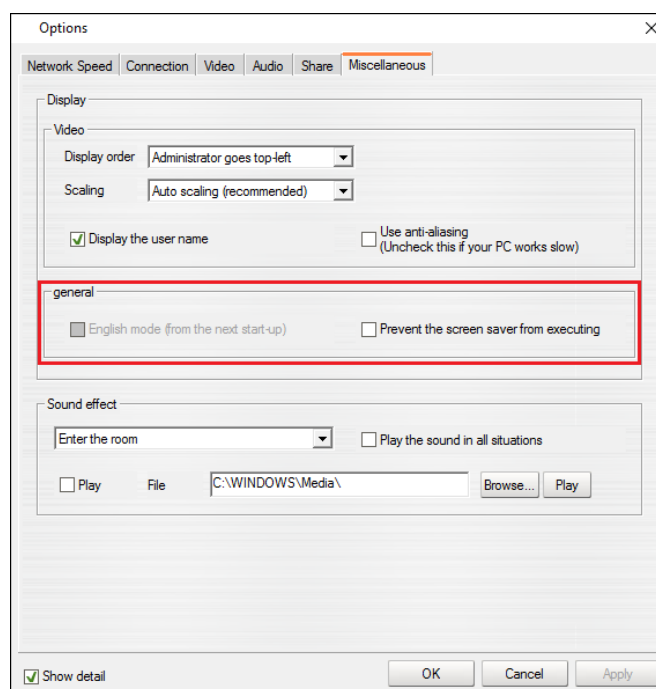 Options
Network Speed Connection Video Audio Share Miscellaneous
Display
Video
Display order Administrator goes top-left
Scaling Auto scaling (recommended)
Display the user name
Use anti-aliasing
(Uncheck this if your PC works slow)
general
English mode (from the next start-up) Prevent the screen saver from executing
Sound effect
Enter the room Play the sound in all situations
Play File C:\WINDOWS\Media\ Browse... Play
Show detail OK Cancel Apply